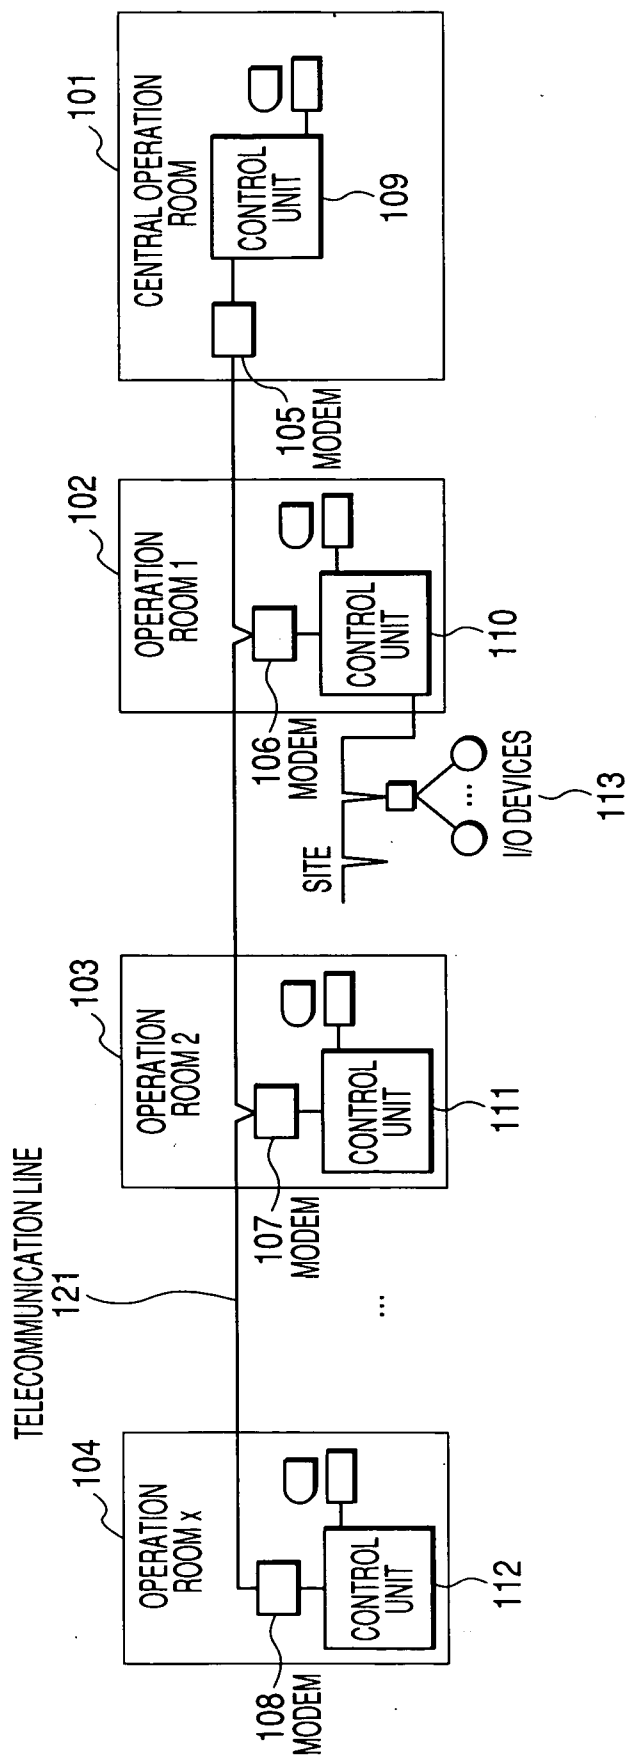 TELECOMMUNICATION LINE
121
104
OPERATION
ROOM x
108
MODEM
CONTROL
UNIT
112
...
103
OPERATION
ROOM 2
107
MODEM
CONTROL
UNIT
111
102
OPERATION
ROOM 1
106
MODEM
CONTROL
UNIT
110
SITE
...
I/O DEVICES
113
101
CENTRAL OPERATION
ROOM
105
MODEM
CONTROL
UNIT
109